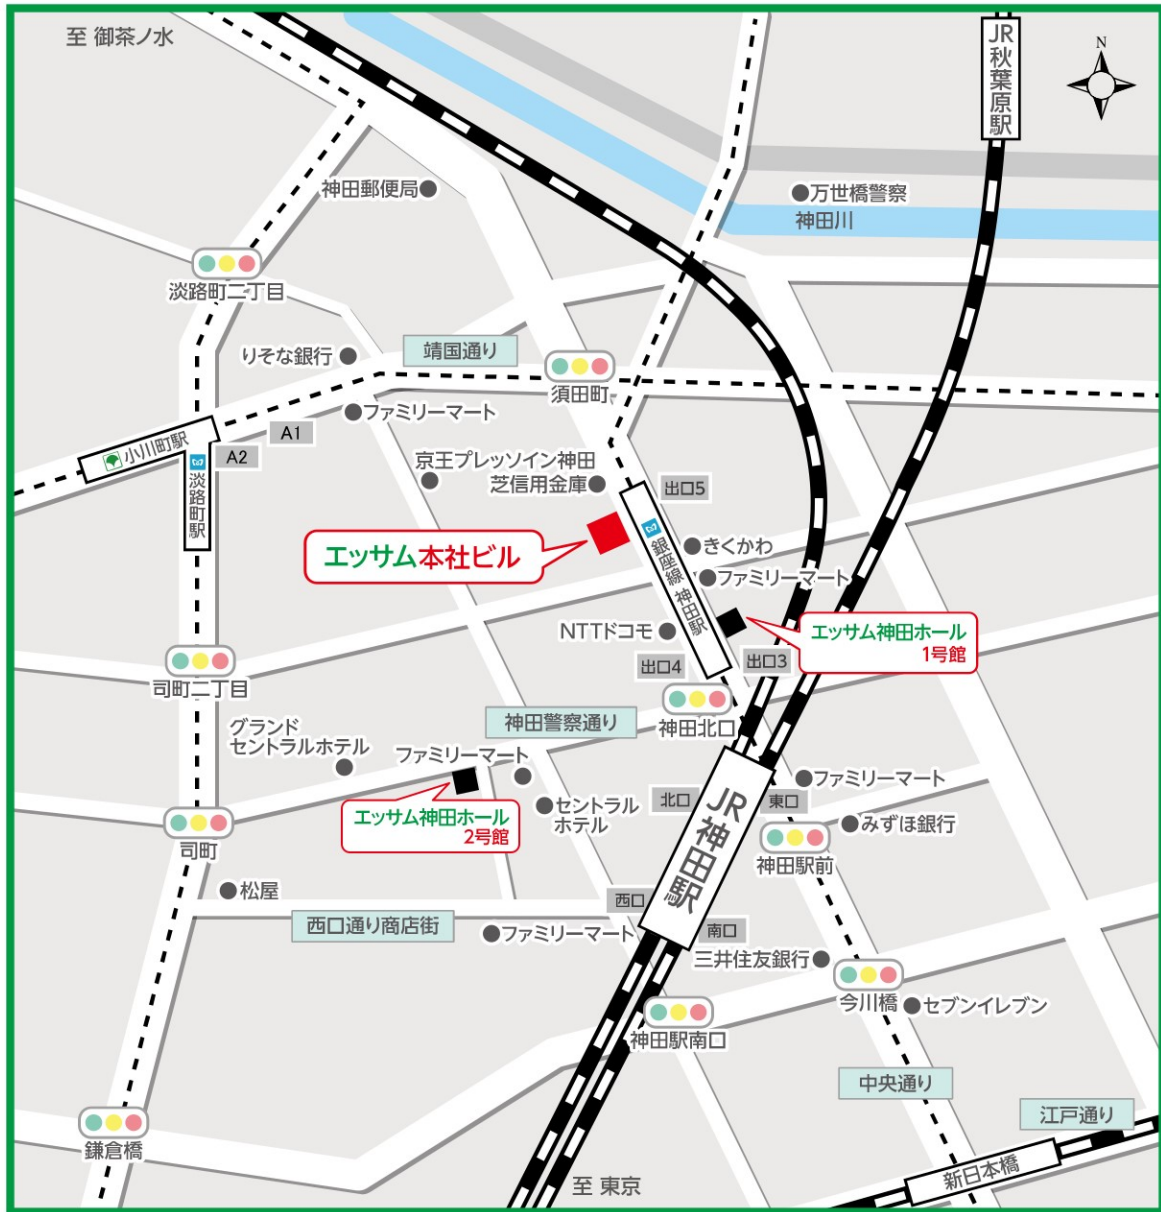 至 御茶ノ水
JR秋葉原駅
N
神田郵便局
万世橋警察
神田川
淡路町二丁目
りそな銀行
靖国通り
須田町
ファミリーマート
A1
小川町駅
A2
淡路町駅
京王プレッソイン神田
芝信用金庫
出口5
エッサム本社ビル
銀座線 神田駅
きくかわ
ファミリーマート
NTTドコモ
エッサム神田ホール
1号館
出口4
出口3
司町二丁目
神田警察通り
神田北口
グランド
セントラルホテル
ファミリーマート
エッサム神田ホール
2号館
セントラル
ホテル
北口
JR神田駅
東口
ファミリーマート
みずほ銀行
司町
神田駅前
松屋
西口
西口通り商店街
ファミリーマート
南口
三井住友銀行
今川橋
セブンイレブン
神田駅南口
中央通り
江戸通り
鎌倉橋
新日本橋
至 東京